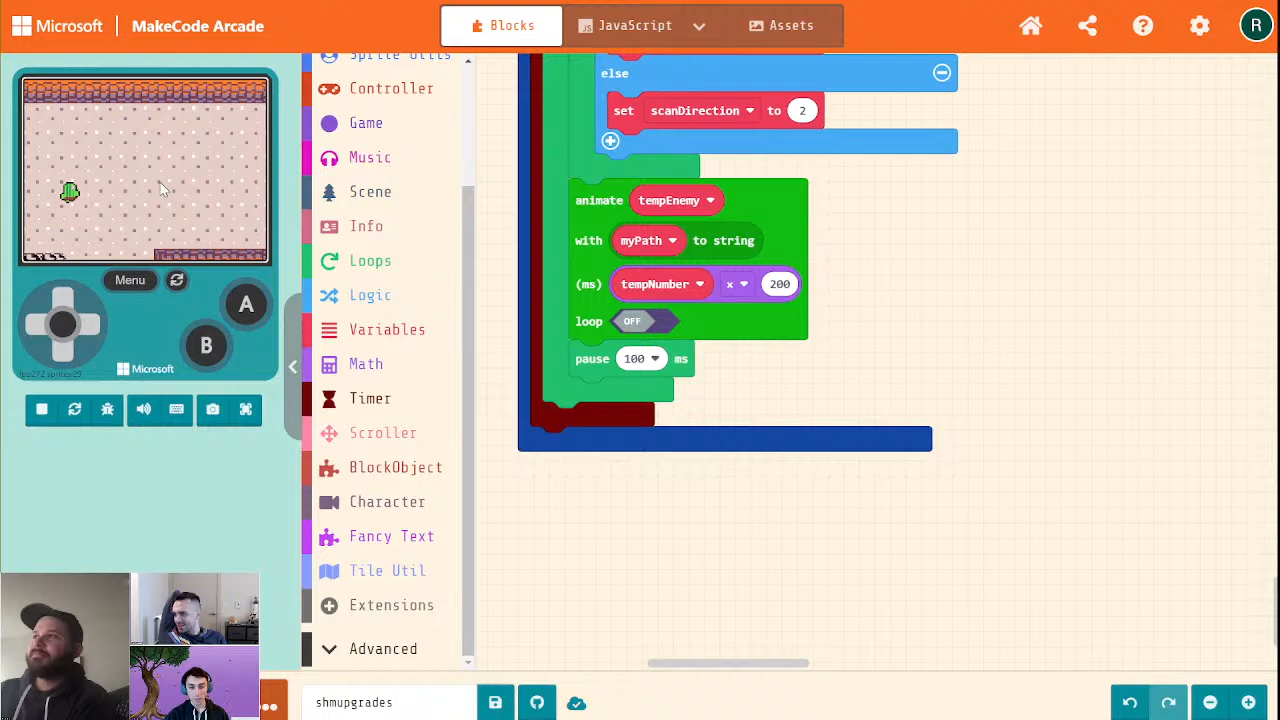 Microsoft
MakeCode Arcade
Blocks
JavaScript
Assets
R
Menu
A
B
Microsoft
Sprite Utils
Controller
Game
Music
Scene
Info
Loops
Logic
Variables
Math
Timer
Scroller
BlockObject
Character
Fancy Text
Tile Util
Extensions
Advanced
else
set scanDirection to 2
animate tempEnemy
with myPath to string
(ms) tempNumber x 200
loop OFF
pause 100 ms
shmupgrades